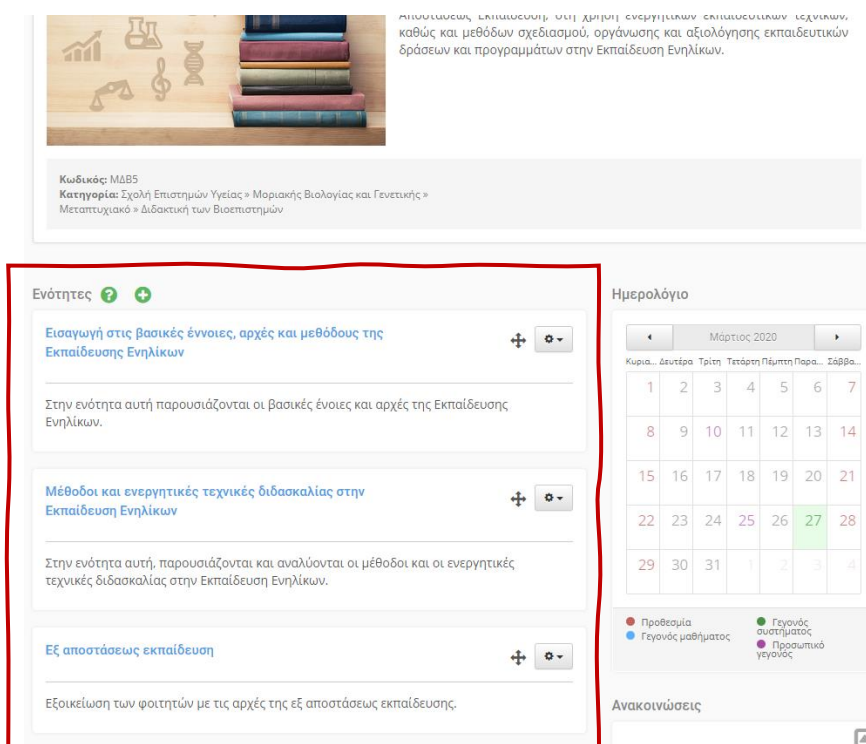 Αποστάσεως Εκπαίδευση, στη χρήση ενεργητικών εκπαιδευτικών τεχνικών,
καθώς και μεθόδων σχεδιασμού, οργάνωσης και αξιολόγησης εκπαιδευτικών
δράσεων και προγραμμάτων στην Εκπαίδευση Ενηλίκων.
Κωδικός: ΜΔΒ5
Κατηγορία: Σχολή Επιστημών Υγείας » Μοριακής Βιολογίας και Γενετικής »
Μεταπτυχιακό » Διδακτική των Βιοεπιστημών
Ενότητες
Εισαγωγή στις βασικές έννοιες, αρχές και μεθόδους της
Εκπαίδευσης Ενηλίκων
Στην ενότητα αυτή παρουσιάζονται οι βασικές ένοιες και αρχές της Εκπαίδευσης
Ενηλίκων.
Μέθοδοι και ενεργητικές τεχνικές διδασκαλίας στην
Εκπαίδευση Ενηλίκων
Στην ενότητα αυτή, παρουσιάζονται και αναλύονται οι μέθοδοι και οι ενεργητικές
τεχνικές διδασκαλίας στην Εκπαίδευση Ενηλίκων.
Εξ αποστάσεως εκπαίδευση
Εξοικείωση των φοιτητών με τις αρχές της εξ αποστάσεως εκπαίδευσης.
Ημερολόγιο
Μάρτιος 2020
Κυρια... Δευτέρα Τρίτη Τετάρτη Πέμπτη Παρα... Σάββα...
1 2 3 4 5 6 7
8 9 10 11 12 13 14
15 16 17 18 19 20 21
22 23 24 25 26 27 28
29 30 31 1 2 3 4
Προθεσμία
Γεγονός μαθήματος
Γεγονός
συστήματος
Προσωπικό
γεγονός
Ανακοινώσεις